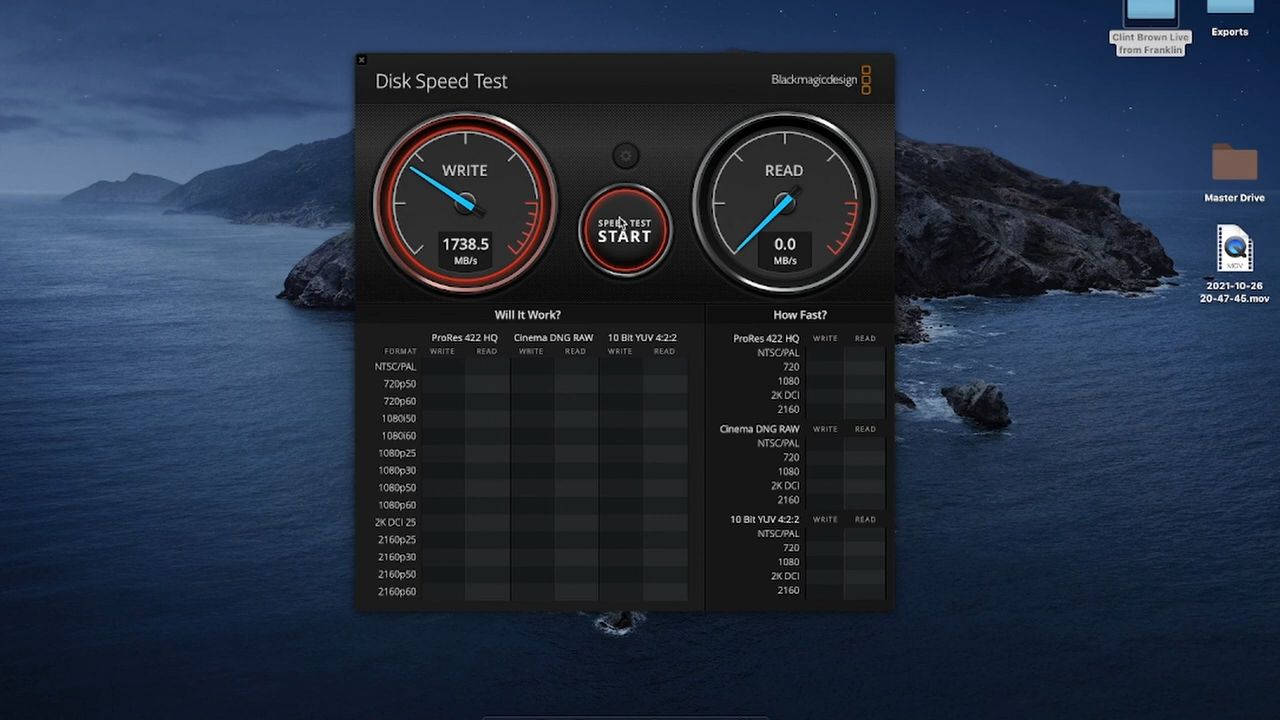 Clint Brown Live
from Franklin
Exports
Disk Speed Test
Blackmagicdesign
WRITE
1738.5
MB/s
SPEED TEST
START
READ
0.0
MB/s
Master Drive
MOV
2021-10-26
20-47-45.mov
Will It Work?
ProRes 422 HQ Cinema DNG RAW 10 Bit YUV 4:2:2
FORMAT WRITE READ WRITE READ WRITE READ
NTSC/PAL
720p50
720p60
1080i50
1080i60
1080p25
1080p30
1080p50
1080p60
2K DCI 25
2160p25
2160p30
2160p50
2160p60
How Fast?
ProRes 422 HQ WRITE READ
NTSC/PAL
720
1080
2K DCI
2160
Cinema DNG RAW WRITE READ
NTSC/PAL
720
1080
2K DCI
2160
10 Bit YUV 4:2:2 WRITE READ
NTSC/PAL
720
1080
2K DCI
2160